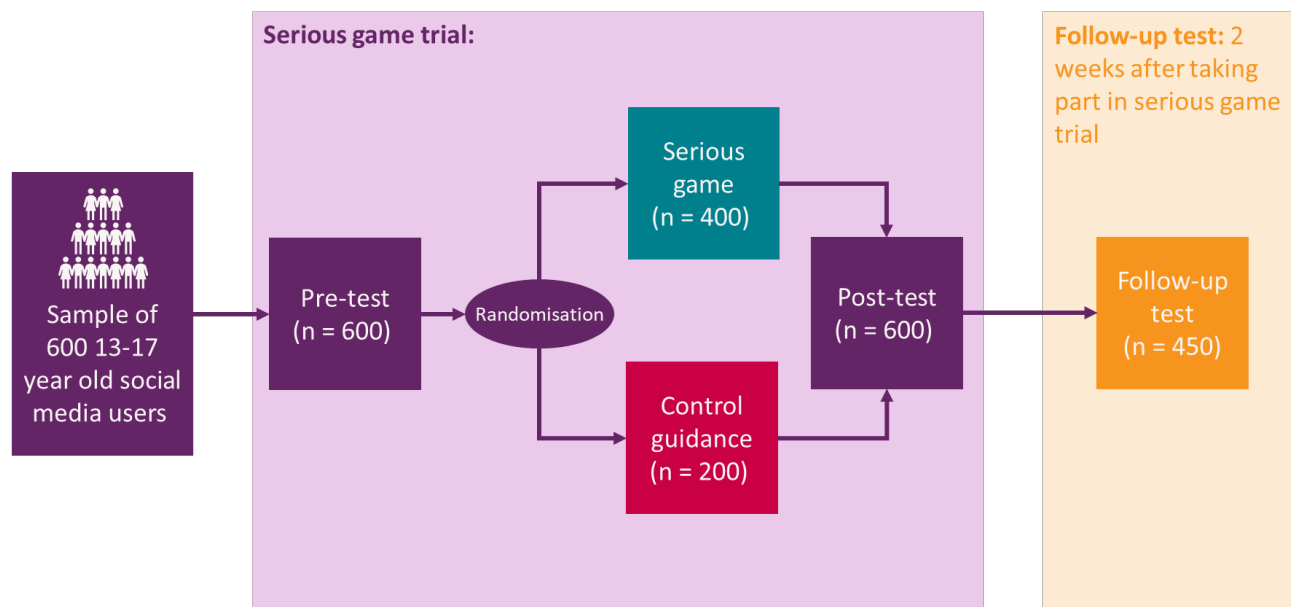 Serious game trial:
Follow-up test: 2
weeks after taking
part in serious game
trial
Sample of
600 13-17
year old social
media users
Pre-test
(n = 600)
Randomisation
Serious
game
(n = 400)
Control
guidance
(n = 200)
Post-test
(n = 600)
Follow-up
test
(n = 450)